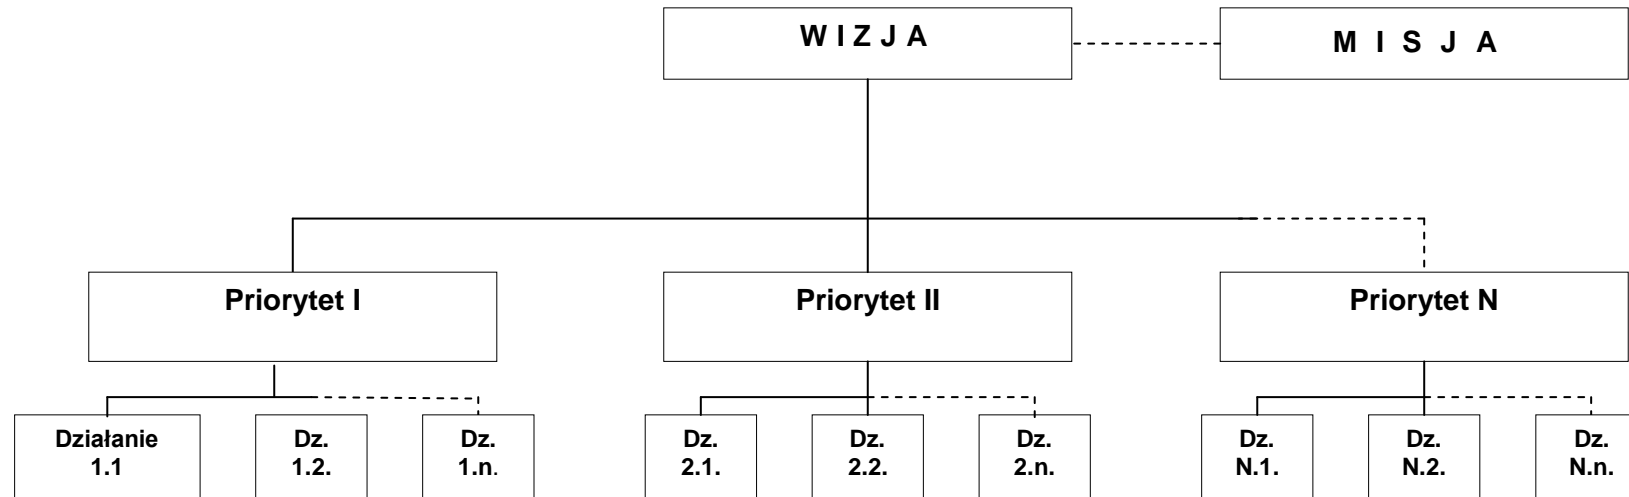 W I Z J A
M I S J A
Priorytet I
Priorytet II
Priorytet N
Działanie
1.1
Dz.
1.2.
Dz.
1.n.
Dz.
2.1.
Dz.
2.2.
Dz.
2.n.
Dz.
N.1.
Dz.
N.2.
Dz.
N.n.